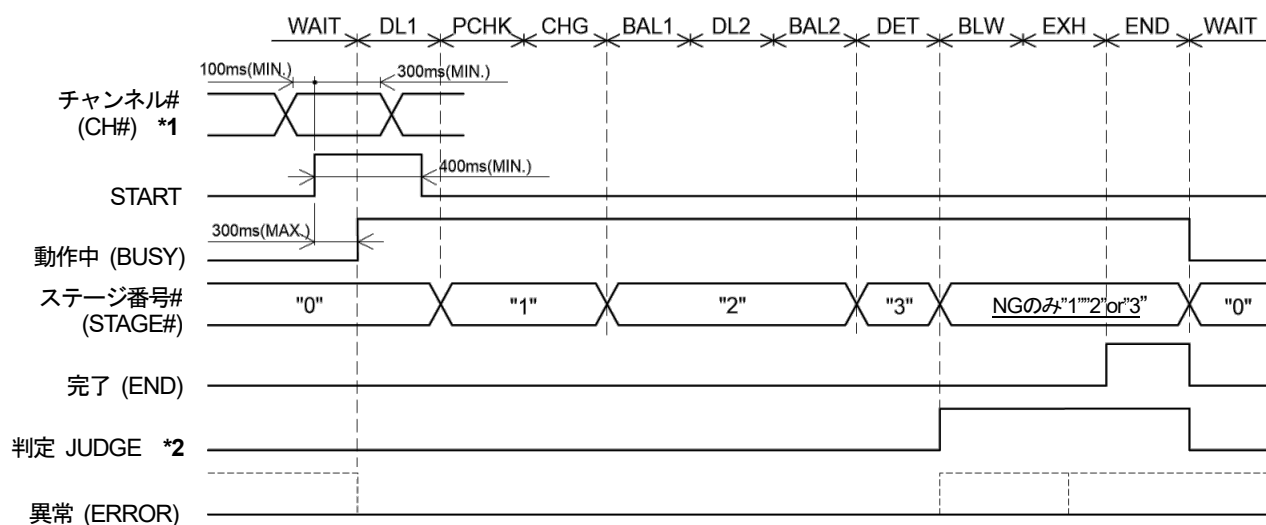 WAIT DL1 PCHK CHG BAL1 DL2 BAL2 DET BLW EXH END WAIT
100ms(MIN.) 300ms(MIN.)
チャンネル#
(CH#) *1
400ms(MIN.)
START
300ms(MAX.)
動作中 (BUSY)
ステージ番号#
(STAGE#)
"0" "1" "2" "3" NGのみ"1""2"or"3" "0"
完了 (END)
判定 JUDGE *2
異常 (ERROR)